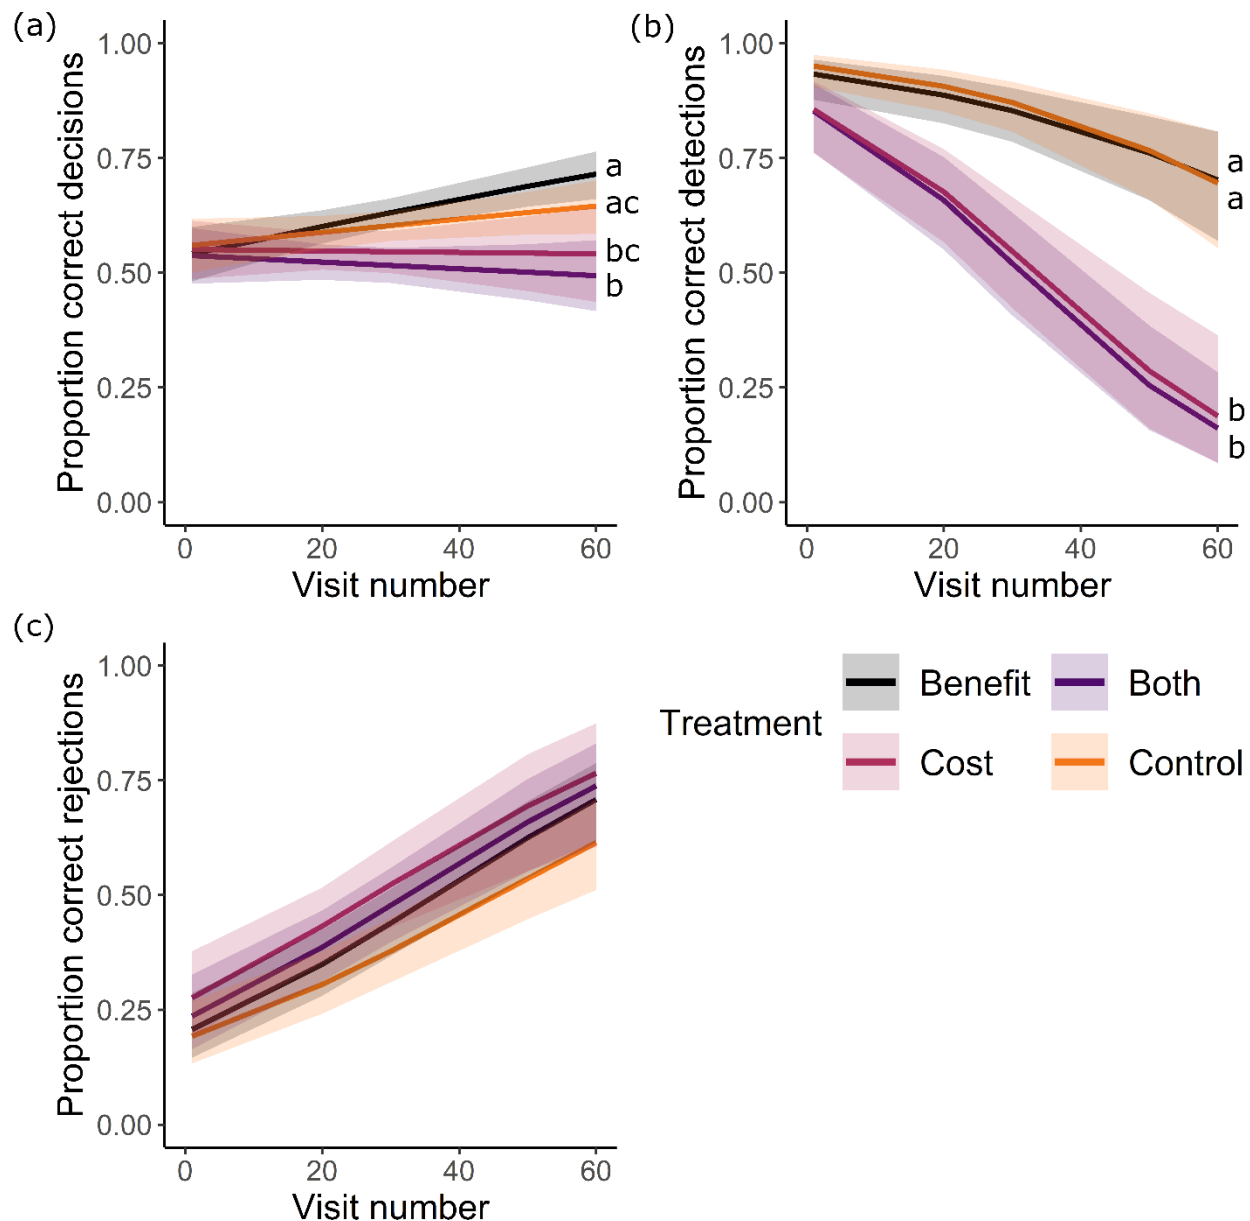 (a)
Proportion correct decisions
1.00
0.75
0.50
0.25
0.00
a
ac
bc
b
0 20 40 60
Visit number
(b)
Proportion correct detections
1.00
0.75
0.50
0.25
0.00
a
a
b
b
0 20 40 60
Visit number
(c)
Proportion correct rejections
1.00
0.75
0.50
0.25
0.00
0 20 40 60
Visit number
Treatment
Benefit Both
Cost Control